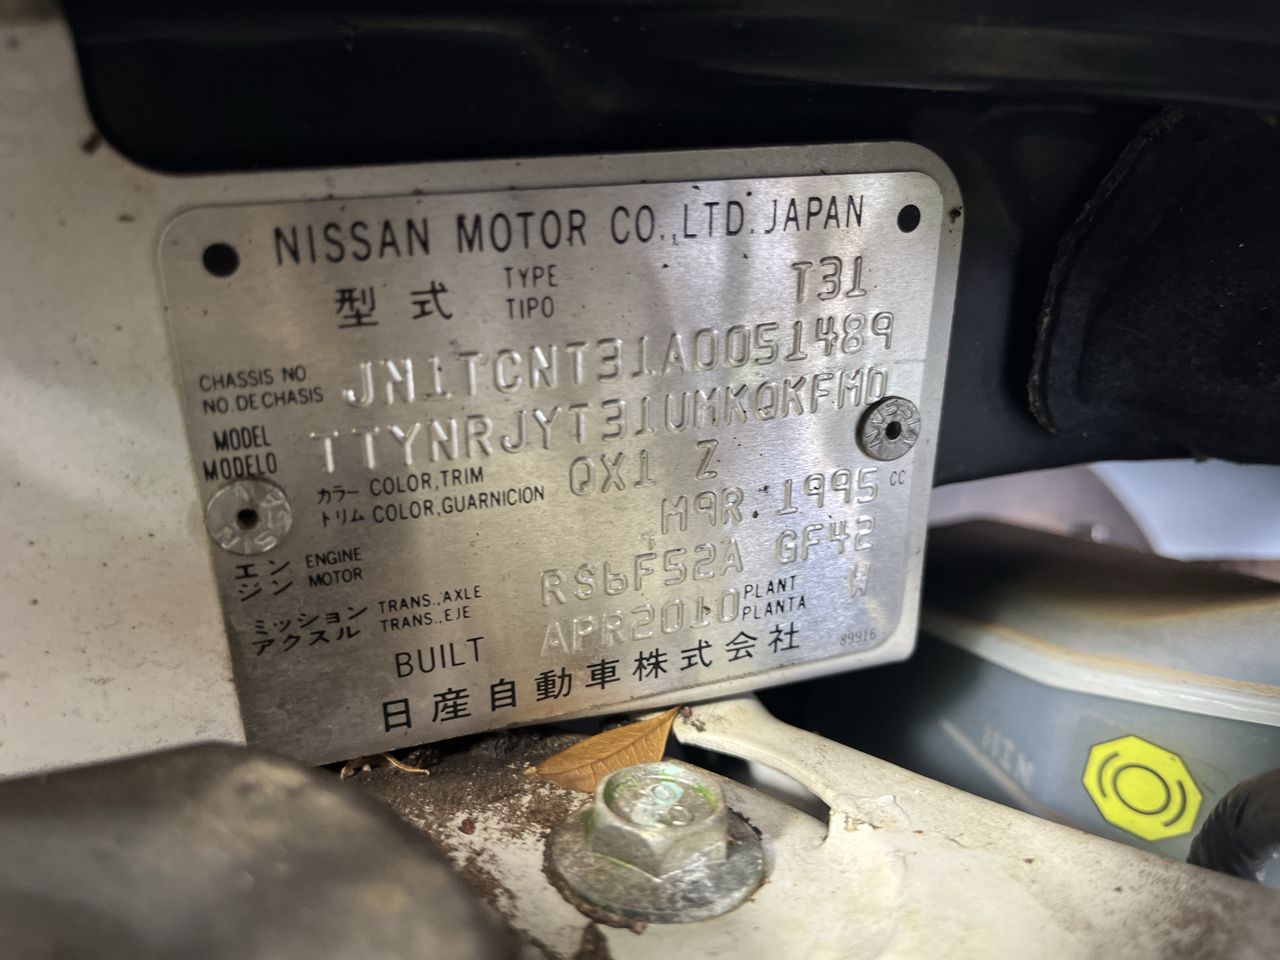 NISSAN MOTOR CO.,LTD. JAPAN
型式 TYPE TIPO T31
CHASSIS NO NO.DE CHASIS JN1TCNT31A0051489
MODEL MODELO TTYNRJYT31UMKQKFMD
カラー トリム COLOR,TRIM COLOR,GUARNICION QX1 Z
エンジン ENGINE MOTOR M9R: 1995 CC
ミッション アクスル TRANS.,AXLE TRANS.,EJE RS6F52A GF42
BUILT APR2010 PLANT PLANTA
日産自動車株式会社 89916
MIN